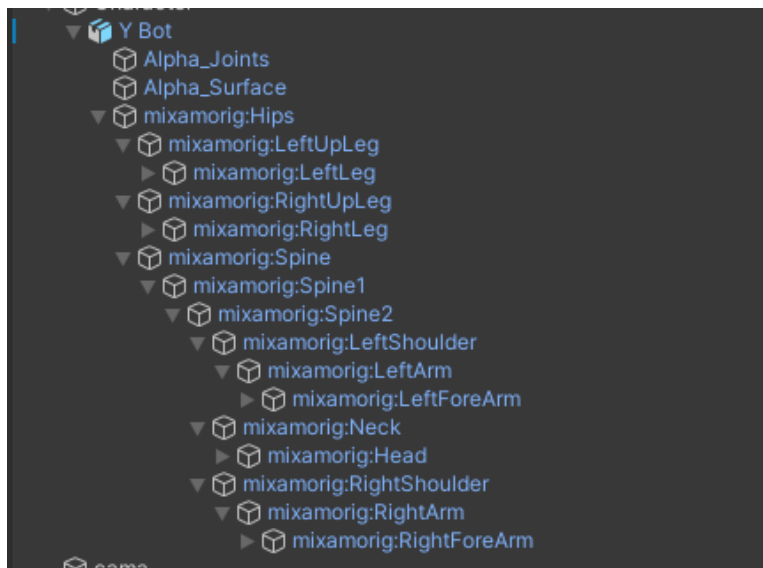 Y Bot
Alpha_Joints
Alpha_Surface
mixamorig:Hips
mixamorig:LeftUpLeg
mixamorig:LeftLeg
mixamorig:RightUpLeg
mixamorig:RightLeg
mixamorig:Spine
mixamorig:Spine1
mixamorig:Spine2
mixamorig:LeftShoulder
mixamorig:LeftArm
mixamorig:LeftForeArm
mixamorig:Neck
mixamorig:Head
mixamorig:RightShoulder
mixamorig:RightArm
mixamorig:RightForeArm